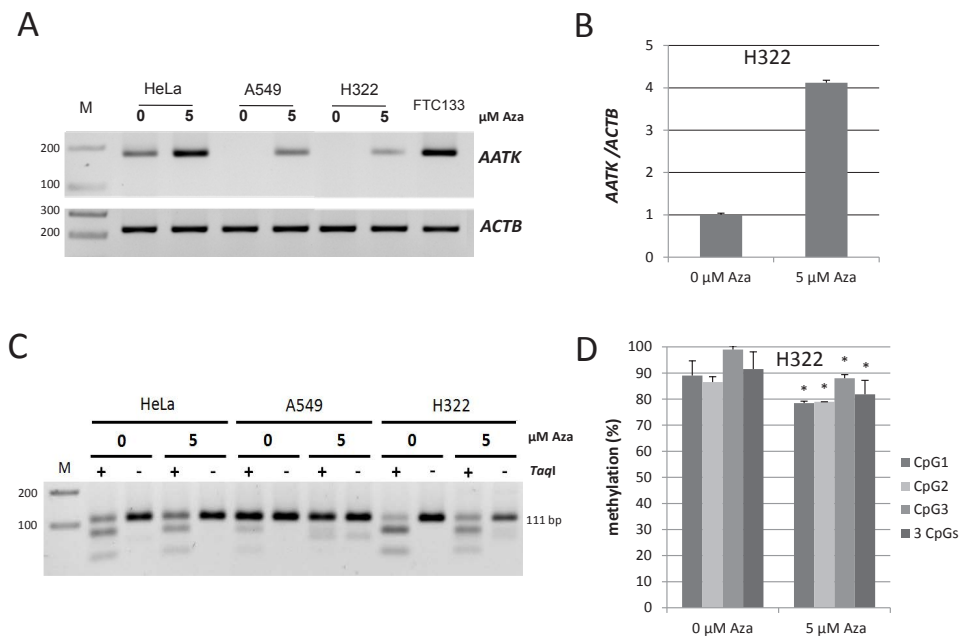 A
HeLa A549 H322 FTC133
M 0 5 0 5 0 5 µM Aza
200
AATK
100
300
ACTB
200
B
H322
AATK/ACTB
5
4
3
2
1
0
0 µM Aza 5 µM Aza
C
HeLa A549 H322
0 5 0 5 0 5 µM Aza
M + - + - + - + - + - + - TaqI
200
111 bp
100
D
H322
methylation (%)
100
90
80
70
60
50
40
30
20
10
0
* * * *
0 µM Aza 5 µM Aza
CpG1
CpG2
CpG3
3 CpGs